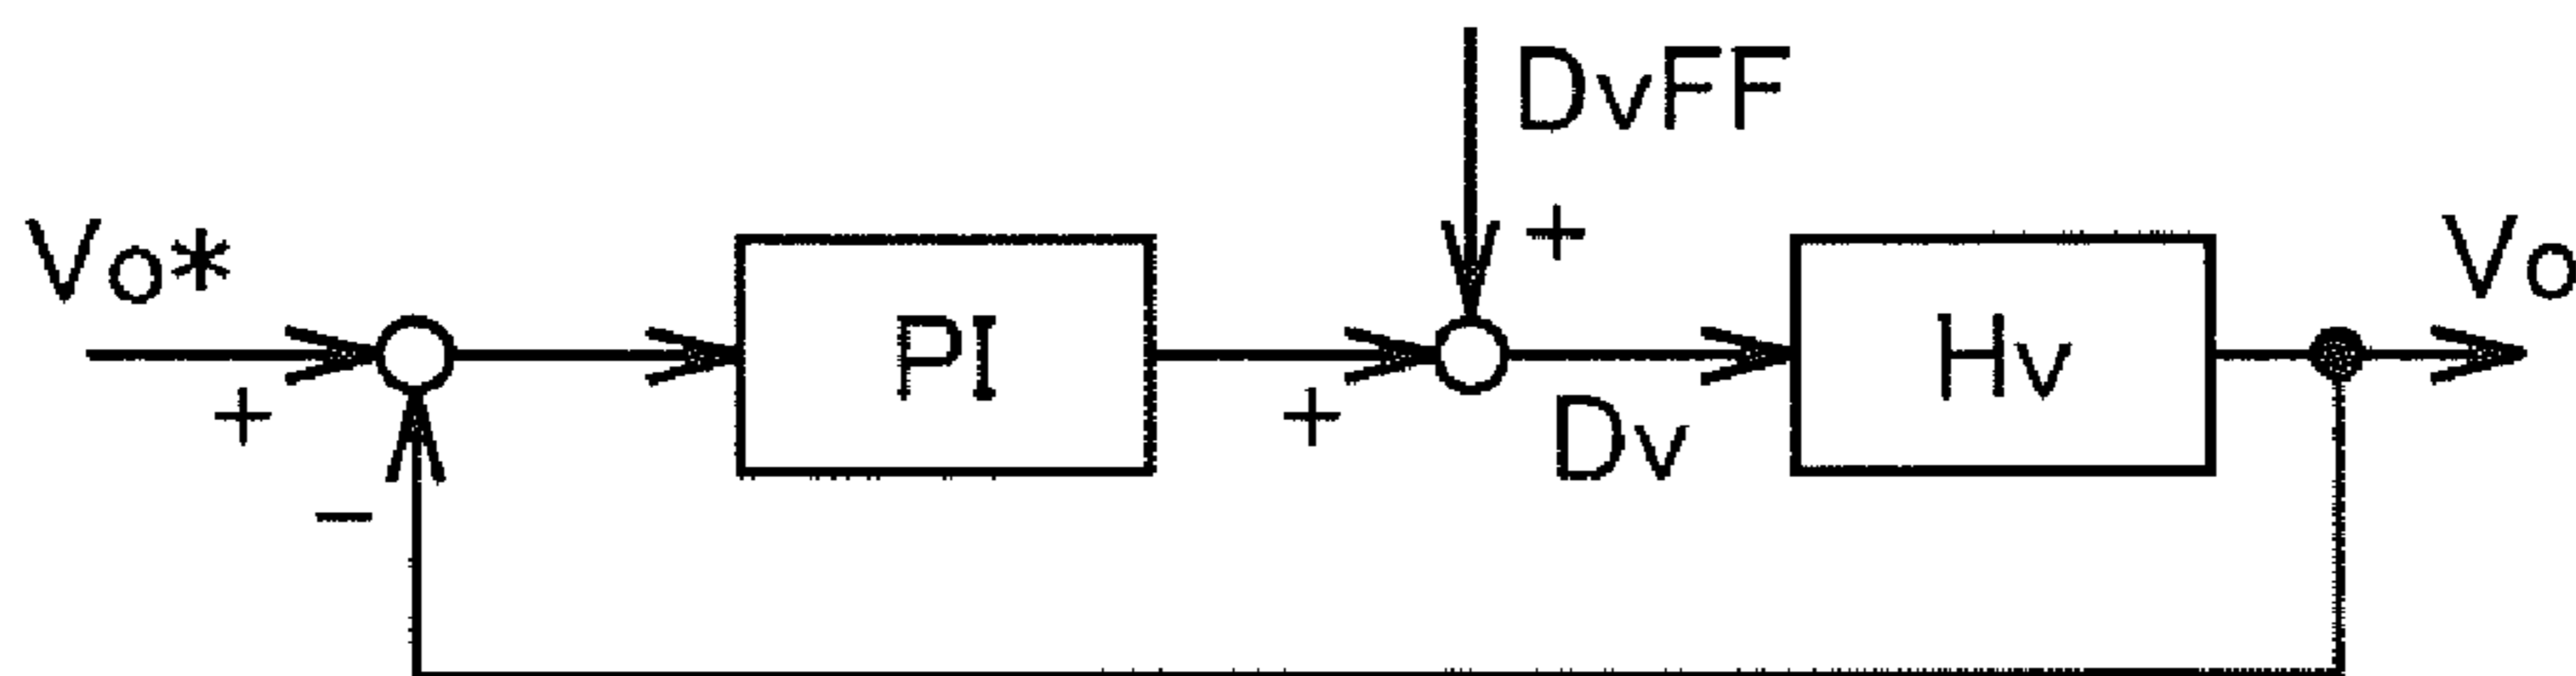 DvFF
+
Vo*
PI
Hv
Vo
+
+
Dv
−